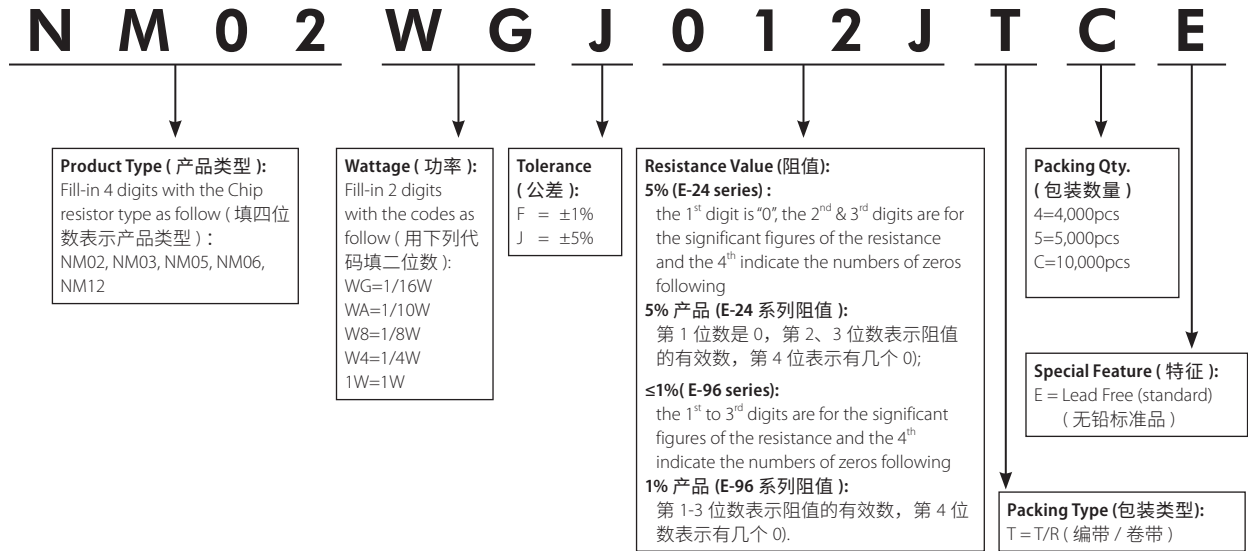 N M 0 2 W G J 0 1 2 J T C E
Product Type ( 产品类型 ):
Fill-in 4 digits with the Chip
resistor type as follow ( 填四位
数表示产品类型 ) :
NM02, NM03, NM05, NM06,
NM12
Wattage ( 功率 ):
Fill-in 2 digits
with the codes as
follow ( 用下列代
码填二位数 ):
WG=1/16W
WA=1/10W
W8=1/8W
W4=1/4W
1W=1W
Tolerance
( 公差 ):
F = ±1%
J = ±5%
Resistance Value (阻值):
5% (E-24 series) :
the 1st digit is “0”, the 2nd & 3rd digits are for
the significant figures of the resistance
and the 4th indicate the numbers of zeros
following
5% 产品 (E-24 系列阻值 ):
第 1 位数是 0，第 2、3 位数表示阻值
的有效数，第 4 位表示有几个 0);
≤1%( E-96 series):
the 1st to 3rd digits are for the significant
figures of the resistance and the 4th
indicate the numbers of zeros following
1% 产品 (E-96 系列阻值 ):
第 1-3 位数表示阻值的有效数，第 4 位
数表示有几个 0).
Packing Qty.
( 包装数量 )
4=4,000pcs
5=5,000pcs
C=10,000pcs
Special Feature ( 特征 ):
E = Lead Free (standard)
( 无铅标准品 )
Packing Type (包装类型):
T = T/R ( 编带 / 卷带 )